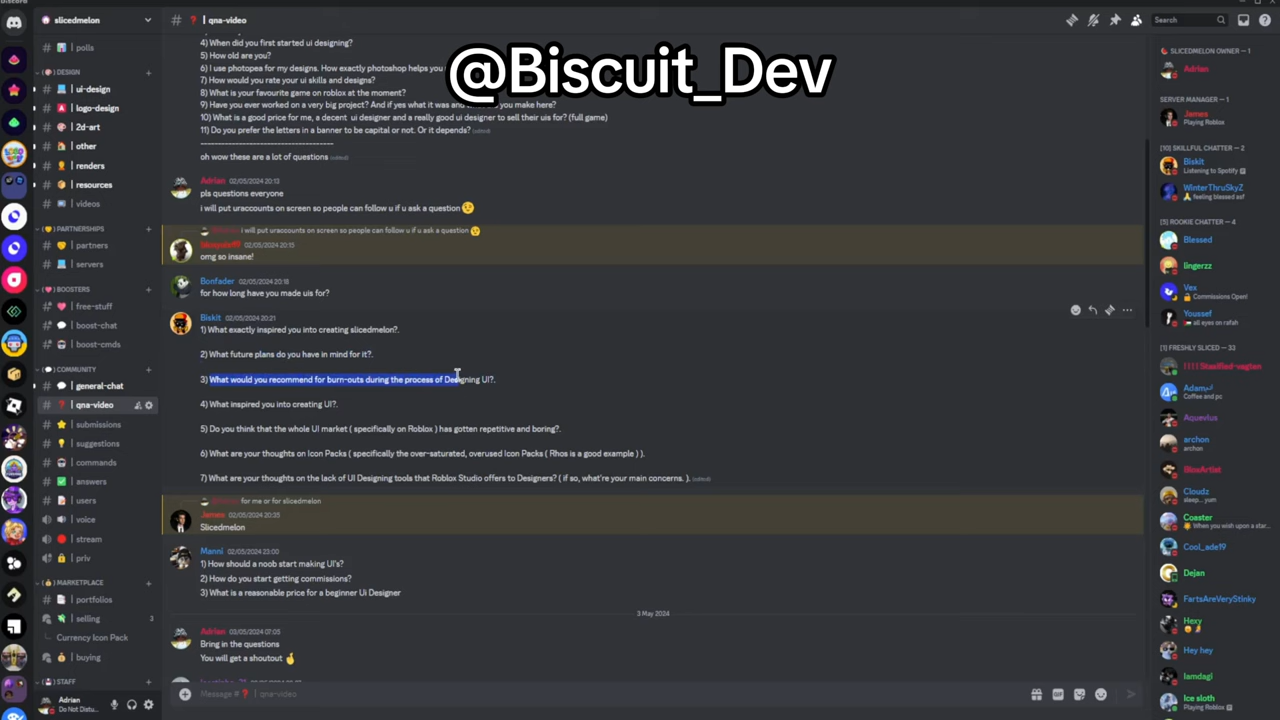 Discord
slicedmelon
# ❓ | qna-video
Search
@Biscuit_Dev
polls
( 🎨 ) DESIGN
ui-design
logo-design
2d-art
other
renders
resources
videos
PARTNERSHIPS
partners
servers
BOOSTERS
free-stuff
boost-chat
boost-cmds
COMMUNITY
general-chat
qna-video
submissions
suggestions
commands
answers
users
voice
stream
priv
MARKETPLACE
portfolios
selling
3
Currency Icon Pack
buying
STAFF
Adrian
Do Not Distu...
4) When did you first started ui designing?
5) How old are you?
6) I use photopea for my designs. How exactly photoshop helps you
7) How would you rate your ui skills and designs?
8) What is your favourite game on roblox at the moment?
9) Have you ever worked on a very big project? And if yes what it was and you make here?
10) What is a good price for me, a decent ui designer and a really good ui designer to sell their uis for? (full game)
11) Do you prefer the letters in a banner to be capital or not. Or it depends? (edited)
------------------------------------
oh wow these are a lot of questions (edited)
Adrian 02/05/2024 20:13
pls questions everyone
i will put uraccounts on screen so people can follow u if u ask a question
i will put uraccounts on screen so people can follow u if u ask a question
02/05/2024 20:15
omg so insane!
Bonfader 02/05/2024 20:18
for how long have you made uis for?
Biskit 02/05/2024 20:21
1) What exactly inspired you into creating slicedmelon?.
2) What future plans do you have in mind for it?.
3) What would you recommend for burn-outs during the process of Designing UI?.
4) What inspired you into creating UI?.
5) Do you think that the whole UI market ( specifically on Roblox ) has gotten repetitive and boring?.
6) What are your thoughts on Icon Packs ( specifically the over-saturated, overused Icon Packs ( Rhos is a good example ) ).
7) What are your thoughts on the lack of UI Designing tools that Roblox Studio offers to Designers? ( if so, what're your main concerns. ). (edited)
for me or for slicedmelon
James 02/05/2024 20:35
Slicedmelon
Manni 02/05/2024 23:00
1) How should a noob start making UI's?
2) How do you start getting commissions?
3) What is a reasonable price for a beginner Ui Designer
3 May 2024
Adrian 03/05/2024 07:05
Bring in the questions
You will get a shoutout
Message # ❓ | qna-video
SLICEDMELON OWNER — 1
Adrian
SERVER MANAGER — 1
James
Playing Roblox
[10] SKILLFUL CHATTER — 2
Biskit
Listening to Spotify
WinterThruSkyZ
feeling blessed asf
[5] ROOKIE CHATTER — 4
Blessed
lingerzz
Vex
Commissions Open!
Youssef
all eyes on rafah
[1] FRESHLY SLICED — 33
Adam
Coffee and pc
Aquevius
archon
BlowArtist
Cloudz
sleep... yum
Coaster
When you wish upon a star...
Cool_ade19
Dejan
FartsAreVeryStinky
Hexy
Hey hey
Iamdagi
Ice sloth
Playing Roblox